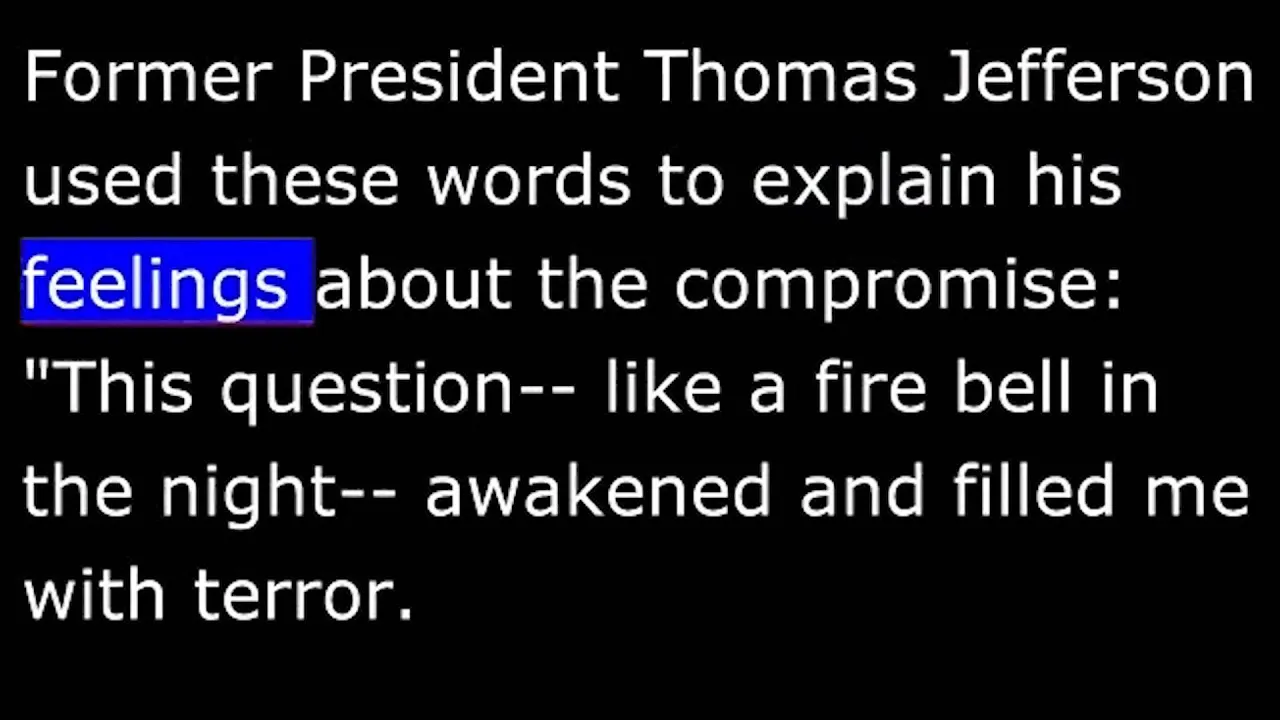 Former President Thomas Jefferson
used these words to explain his
feelings about the compromise:
"This question-- like a fire bell in
the night-- awakened and filled me
with terror.